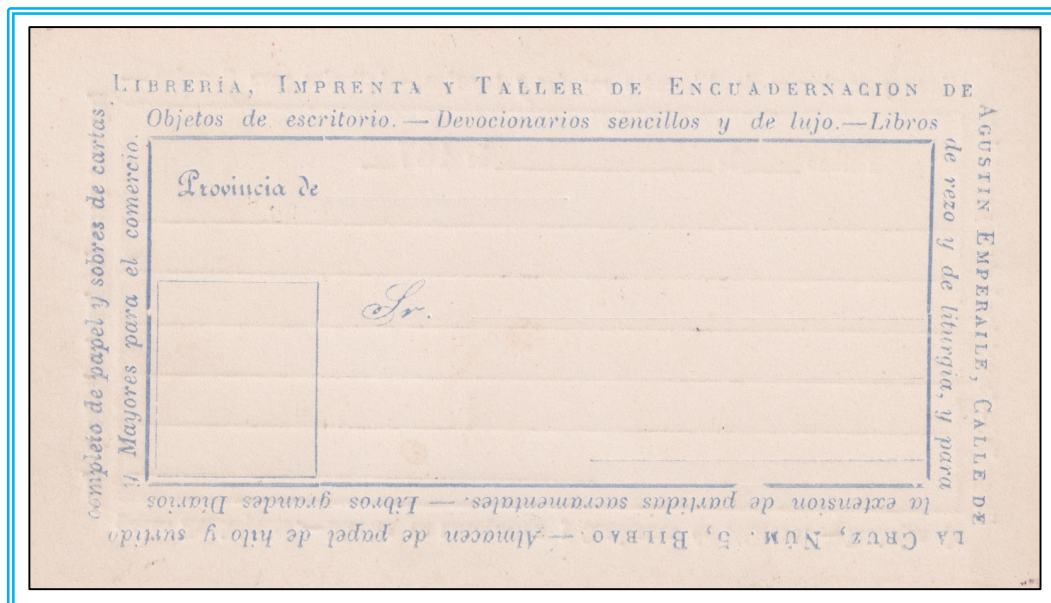 LIBRERÍA, IMPRENTA Y TALLER DE ENCUADERNACION DE
AGUSTIN EMPERAILE, CALLE DE
LA CRUZ, NÚM. 5, BILBAO.—Almacen de papel de hilo y surtido
completo de papel y sobres de cartas
Objetos de escritorio.—Devocionarios sencillos y de lujo.—Libros
de rezo y de liturgia, y para
la extension de partidas sacramentales.—Libros grandes Diarios
y Mayores para el comercio.
Provincia de
Sr.